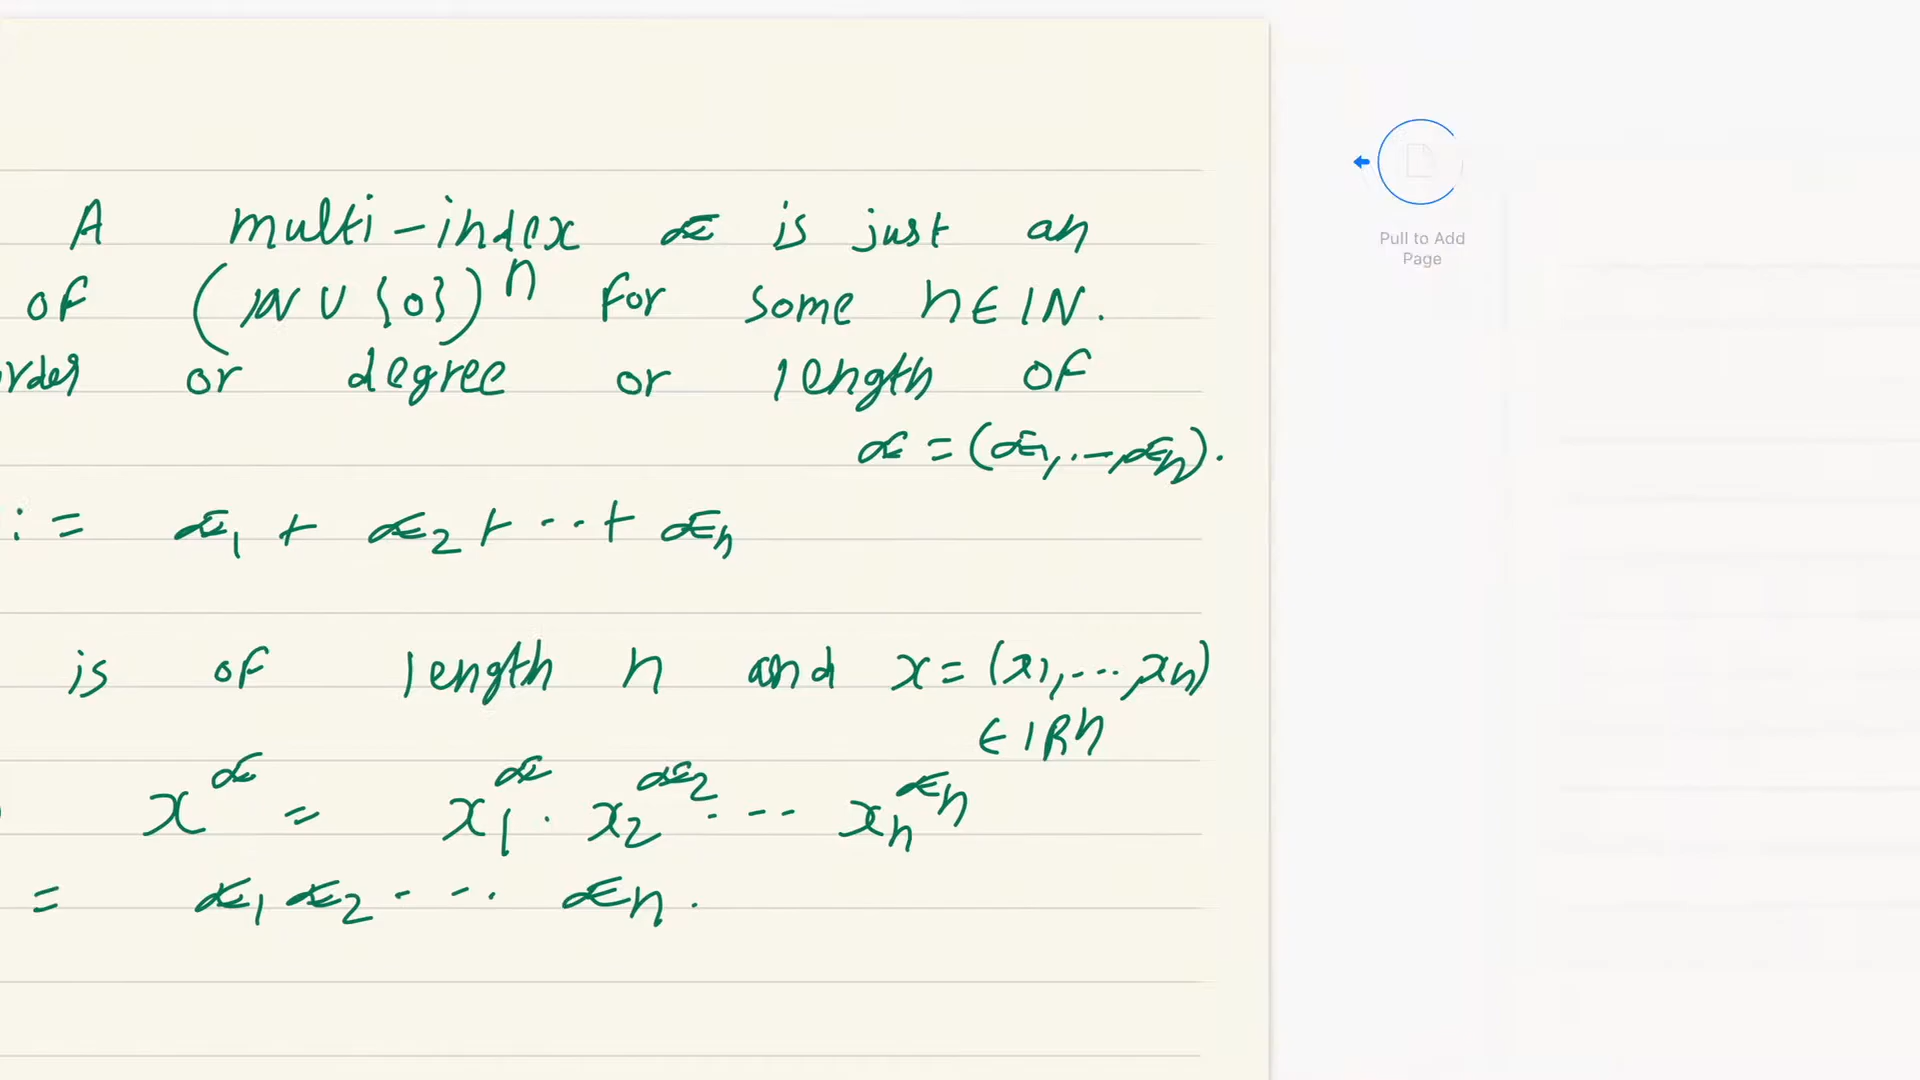 A multi-index α is just an
of (ℕ ∪ {0})ⁿ for some n ∈ ℕ.
rder or degree or length of
α = (α₁, ..., αₙ).
:= α₁ + α₂ + ... + αₙ
is of length n and x = (x₁, ..., xₙ)
∈ ℝⁿ
x^α = x₁^α · x₂^α₂ · ... xₙ^αₙ
= α₁ α₂ · ... αₙ.
Pull to Add
Page